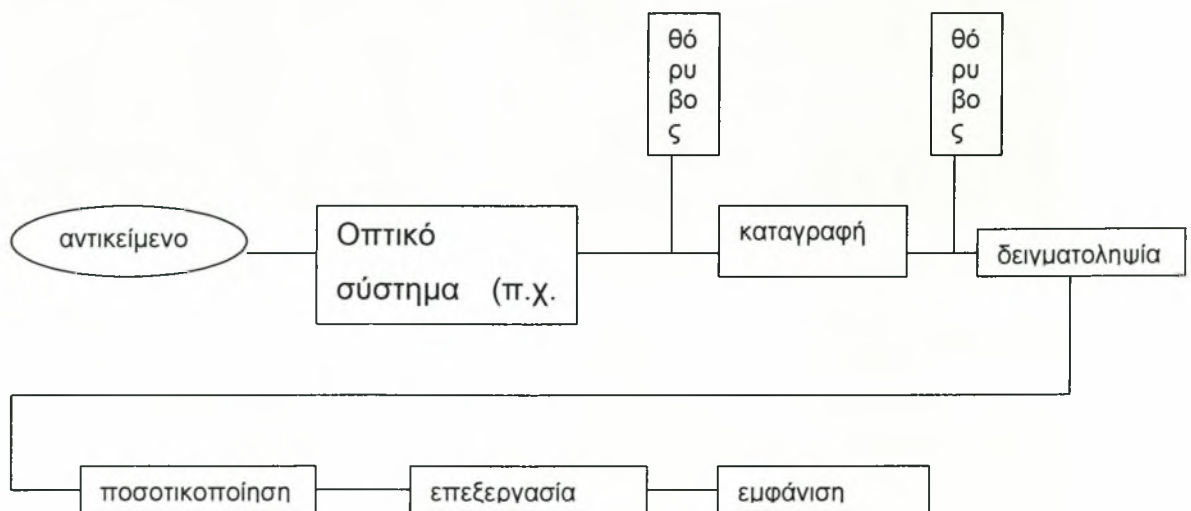 θό
ρυ
βο
ς
θό
ρυ
βο
ς
αντικείμενο
Οπτικό
σύστημα (π.χ.
καταγραφή
δειγματοληψία
ποσοτικοποίηση
επεξεργασία
εμφάνιση